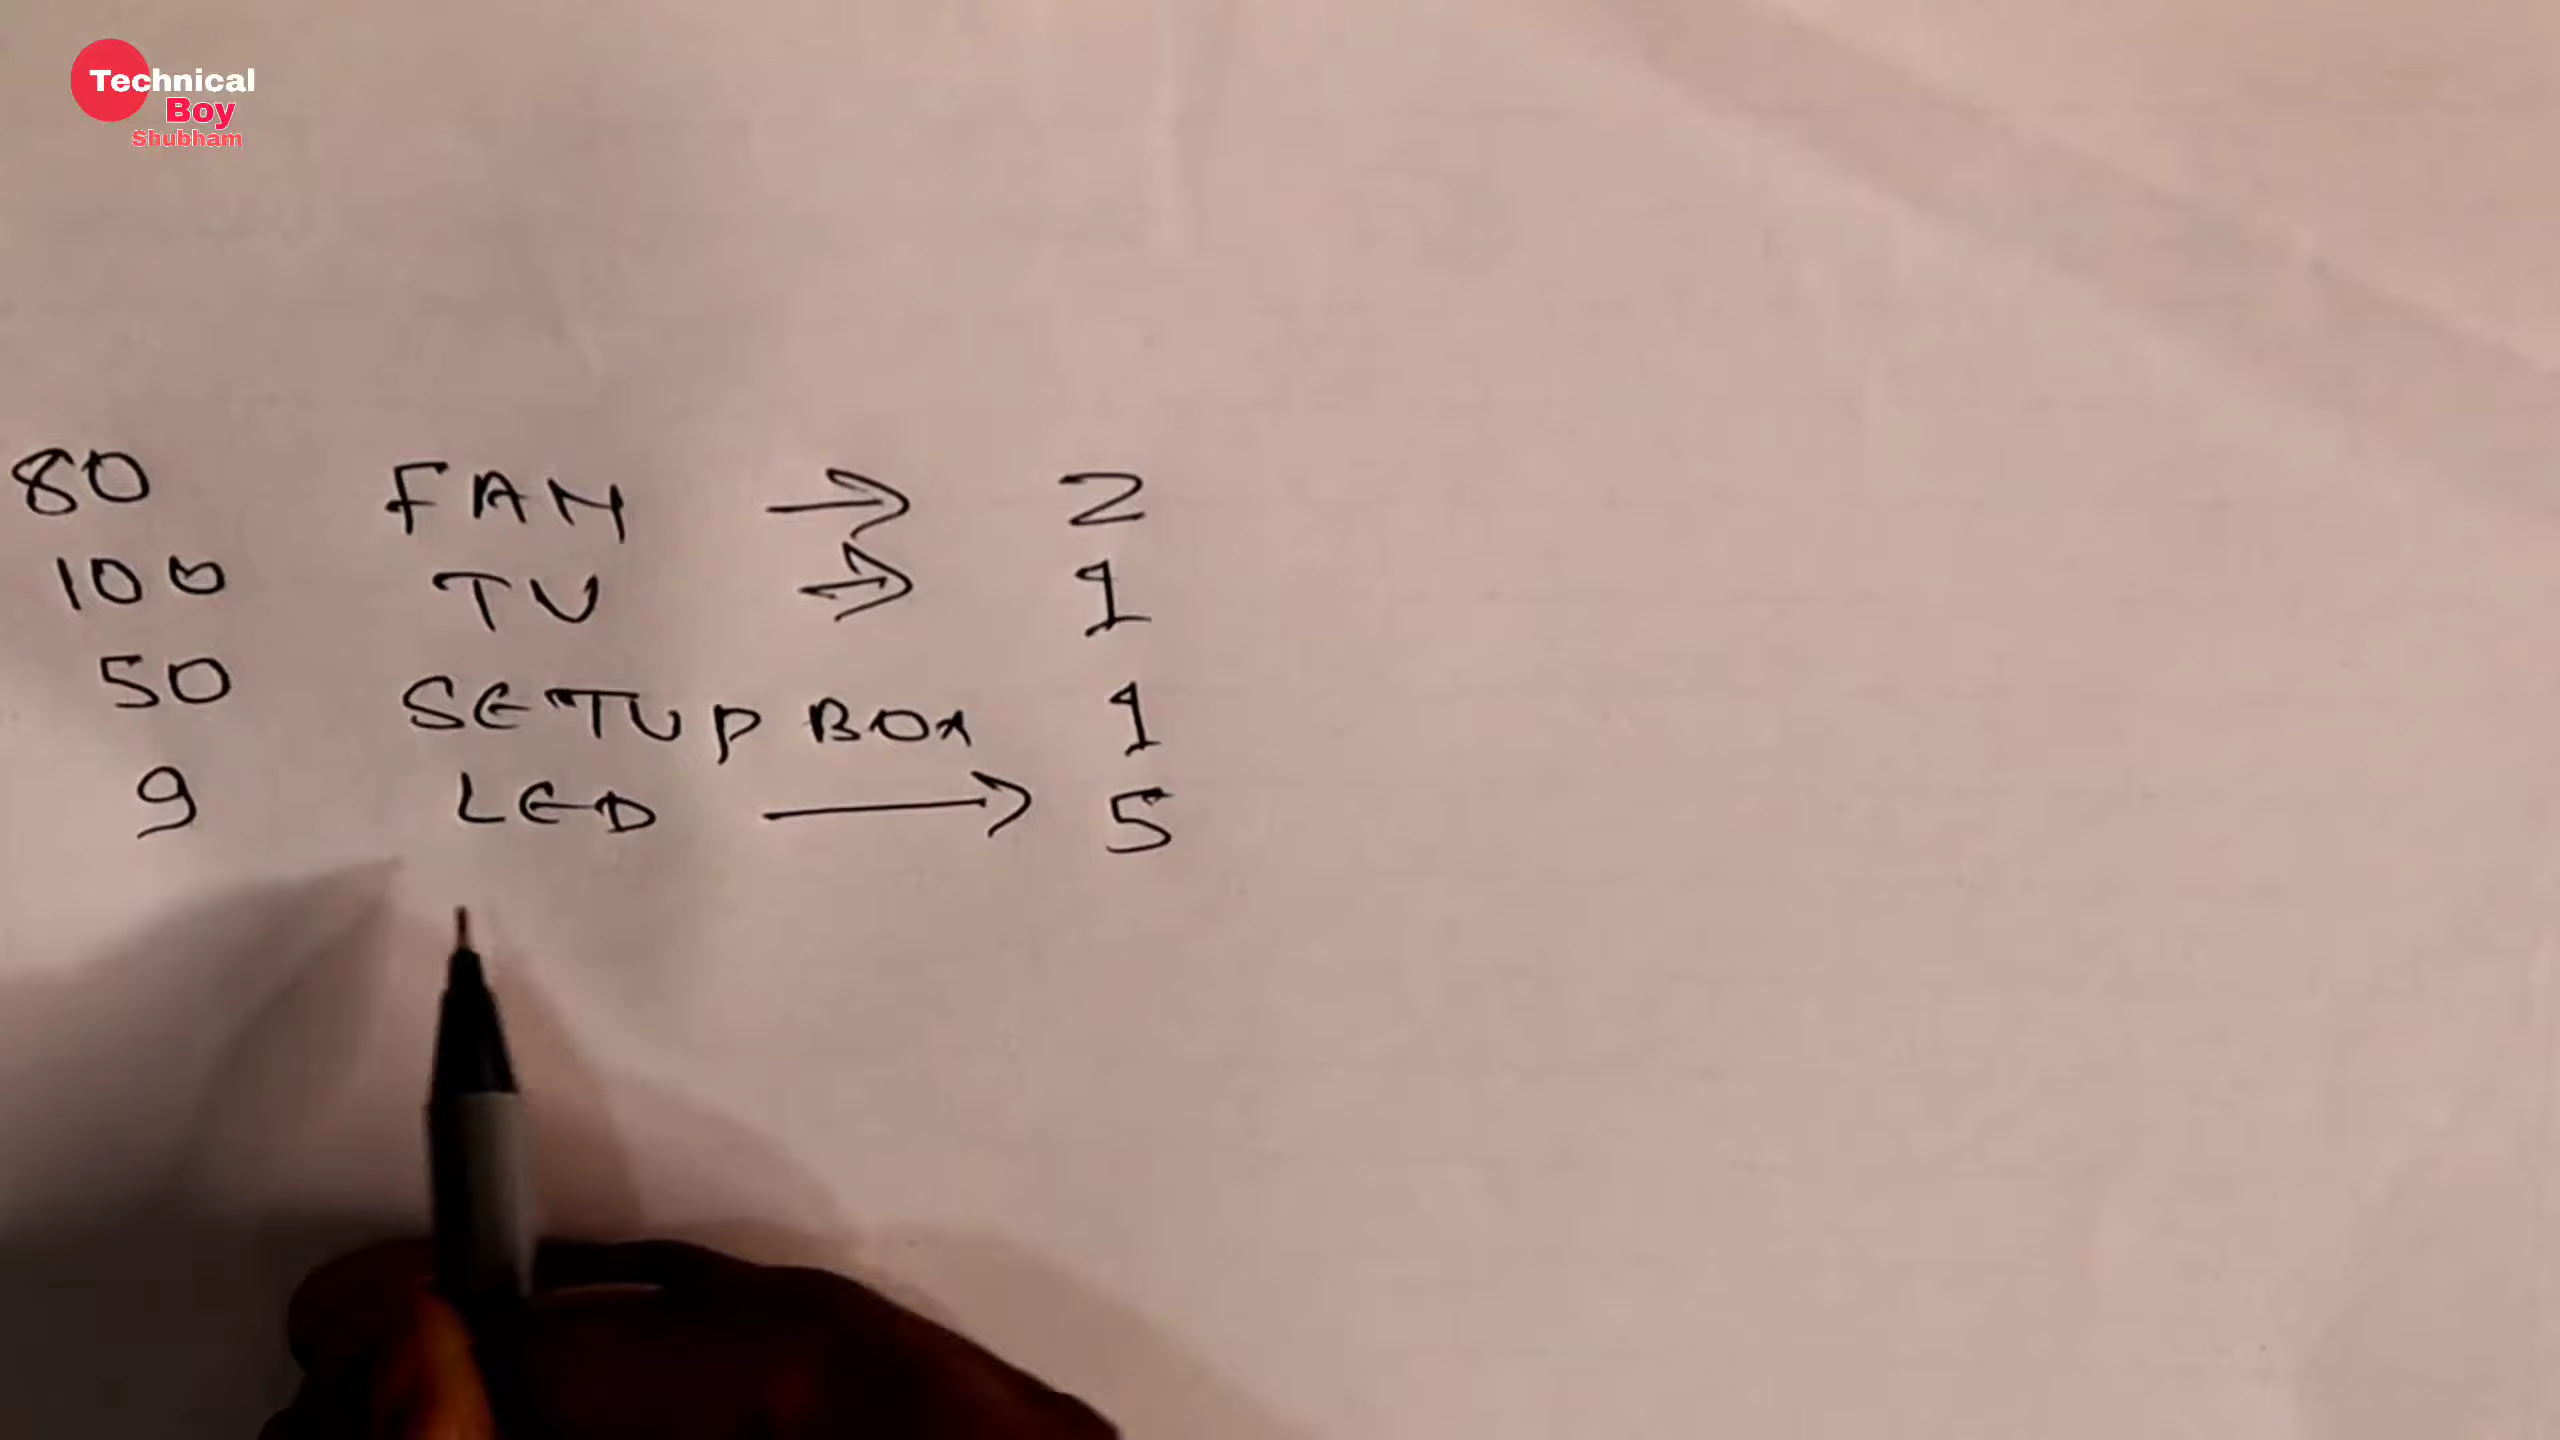 Technical
Boy
Shubham
80 FAN → 2
100 TV → 1
50 SETUP BOX 1
9 LED → 5